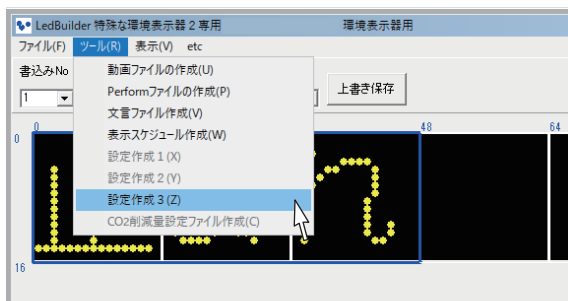 LedBuilder 特殊な環境表示器 2 専用 環境表示器用
ファイル(F) ツール(R) 表示(V) etc
書込みNo
1
上書き保存
動画ファイルの作成(U)
Performファイルの作成(P)
文言ファイル作成(V)
表示スケジュール作成(W)
設定作成 1 (X)
設定作成 2 (Y)
設定作成 3 (Z)
CO2削減量設定ファイル作成(C)
0 48 64
0
16